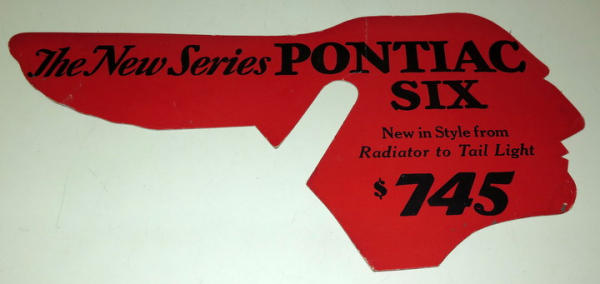 The New Series PONTIAC
SIX
New in Style from
Radiator to Tail Light
$745